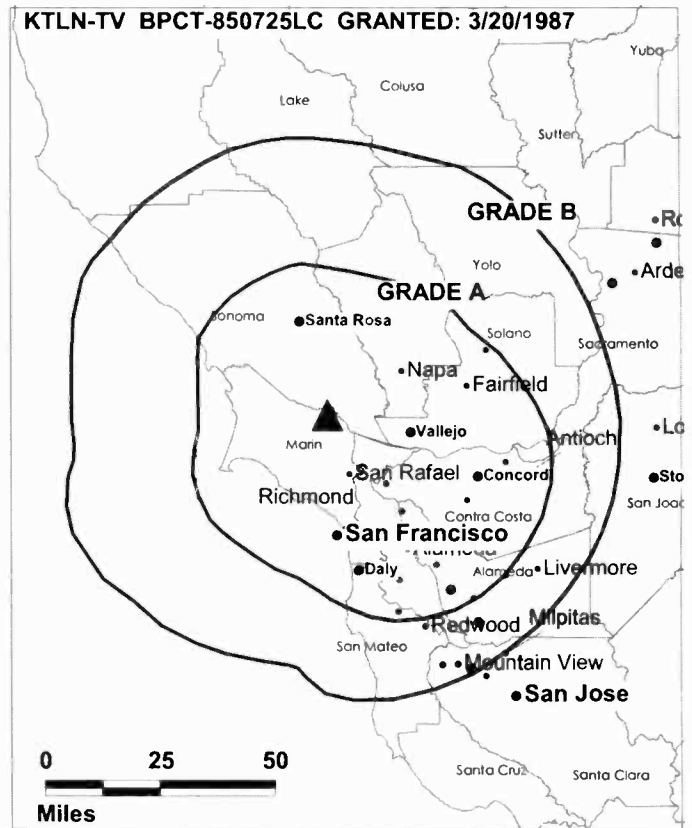 KTLN-TV BPCT-850725LC GRANTED: 3/20/1987
Yuba
Colusa
Lake
Sutter
GRADE B
Yolo
Arde
GRADE A
Sonoma
Santa Rosa
Solano
Sacramento
Napa
Fairfield
Vallejo
Antioch
Marin
San Rafael
Concord
Sto
Richmond
San Joac
Contra Costa
San Francisco
Alameda
Daly
Alameda
Livermore
Redwood
Milpitas
San Mateo
Mountain View
San Jose
0 25 50
Miles
Santa Cruz
Santa Clara